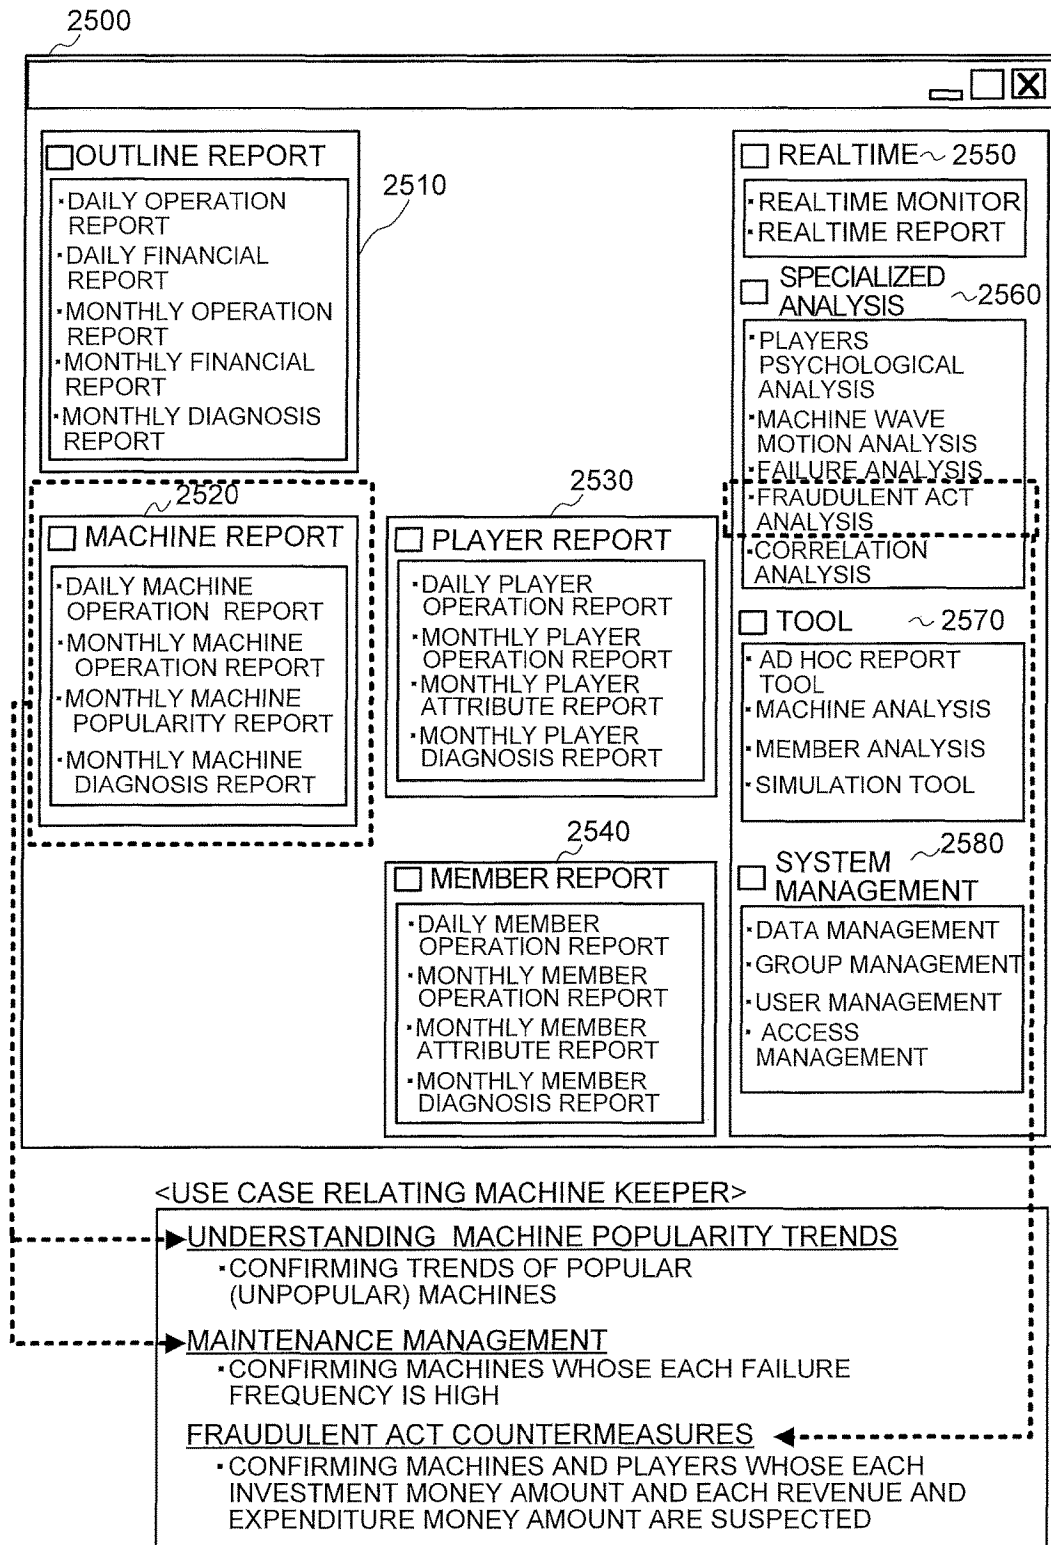 2500
OUTLINE REPORT
·DAILY OPERATION
REPORT
·DAILY FINANCIAL
REPORT
·MONTHLY OPERATION
REPORT
·MONTHLY FINANCIAL
REPORT
·MONTHLY DIAGNOSIS
REPORT
2510
2520
MACHINE REPORT
·DAILY MACHINE
OPERATION REPORT
·MONTHLY MACHINE
OPERATION REPORT
·MONTHLY MACHINE
POPULARITY REPORT
·MONTHLY MACHINE
DIAGNOSIS REPORT
2530
PLAYER REPORT
·DAILY PLAYER
OPERATION REPORT
·MONTHLY PLAYER
OPERATION REPORT
·MONTHLY PLAYER
ATTRIBUTE REPORT
·MONTHLY PLAYER
DIAGNOSIS REPORT
2540
MEMBER REPORT
·DAILY MEMBER
OPERATION REPORT
·MONTHLY MEMBER
OPERATION REPORT
·MONTHLY MEMBER
ATTRIBUTE REPORT
·MONTHLY MEMBER
DIAGNOSIS REPORT
REALTIME 2550
·REALTIME MONITOR
·REALTIME REPORT
SPECIALIZED
ANALYSIS 2560
·PLAYERS
PSYCHOLOGICAL
ANALYSIS
·MACHINE WAVE
MOTION ANALYSIS
·FAILURE ANALYSIS
·FRAUDULENT ACT
ANALYSIS
·CORRELATION
ANALYSIS
TOOL 2570
·AD HOC REPORT
TOOL
·MACHINE ANALYSIS
·MEMBER ANALYSIS
·SIMULATION TOOL
SYSTEM 2580
MANAGEMENT
·DATA MANAGEMENT
·GROUP MANAGEMENT
·USER MANAGEMENT
·ACCESS
MANAGEMENT
<USE CASE RELATING MACHINE KEEPER>
UNDERSTANDING MACHINE POPULARITY TRENDS
·CONFIRMING TRENDS OF POPULAR
(UNPOPULAR) MACHINES
MAINTENANCE MANAGEMENT
·CONFIRMING MACHINES WHOSE EACH FAILURE
FREQUENCY IS HIGH
FRAUDULENT ACT COUNTERMEASURES
·CONFIRMING MACHINES AND PLAYERS WHOSE EACH
INVESTMENT MONEY AMOUNT AND EACH REVENUE AND
EXPENDITURE MONEY AMOUNT ARE SUSPECTED